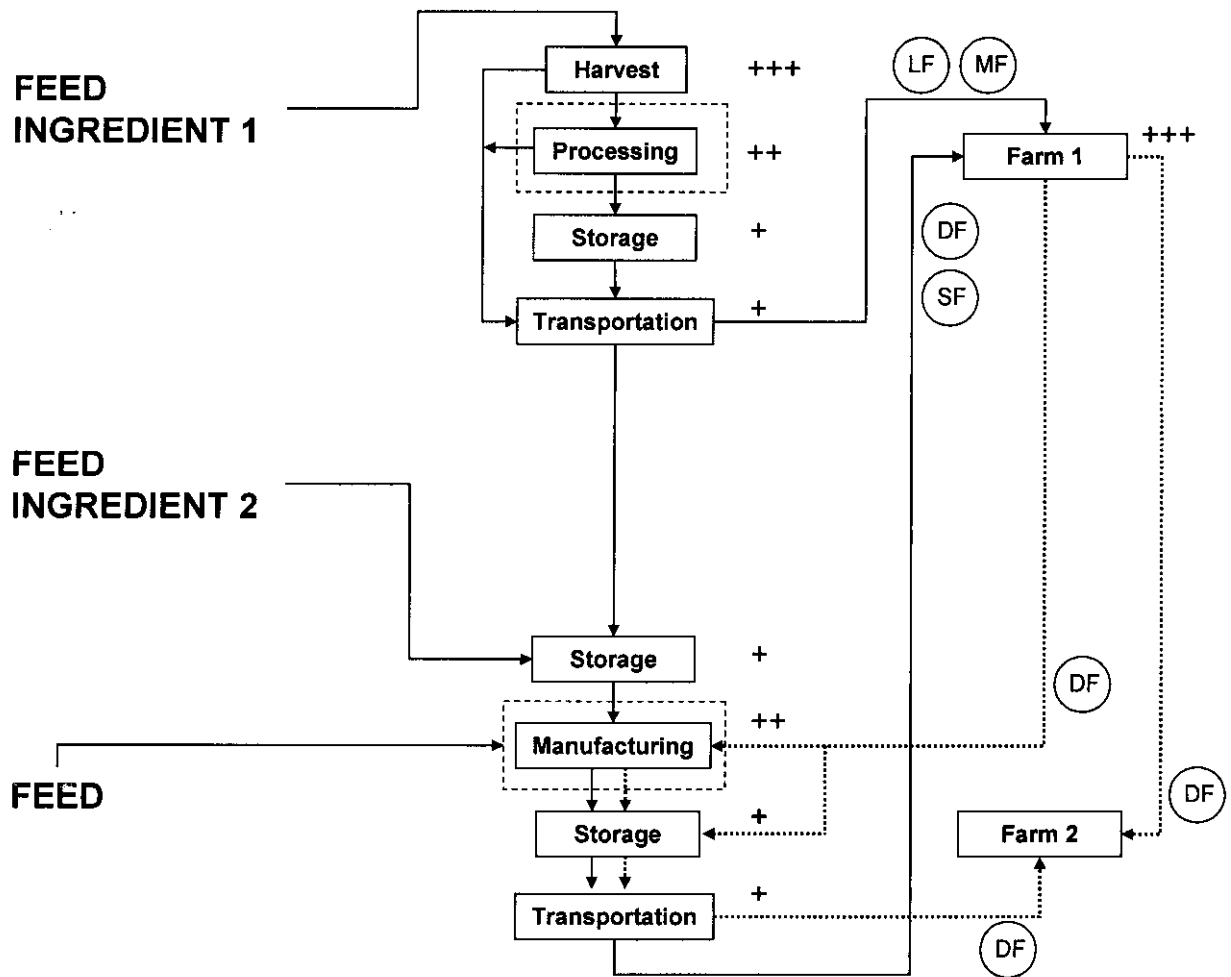 FEED
INGREDIENT 1
Harvest
+++
LF
MF
Processing
++
Farm 1
+++
Storage
+
DF
SF
Transportation
+
FEED
INGREDIENT 2
Storage
+
DF
Manufacturing
++
FEED
DF
Storage
+
Farm 2
Transportation
+
DF